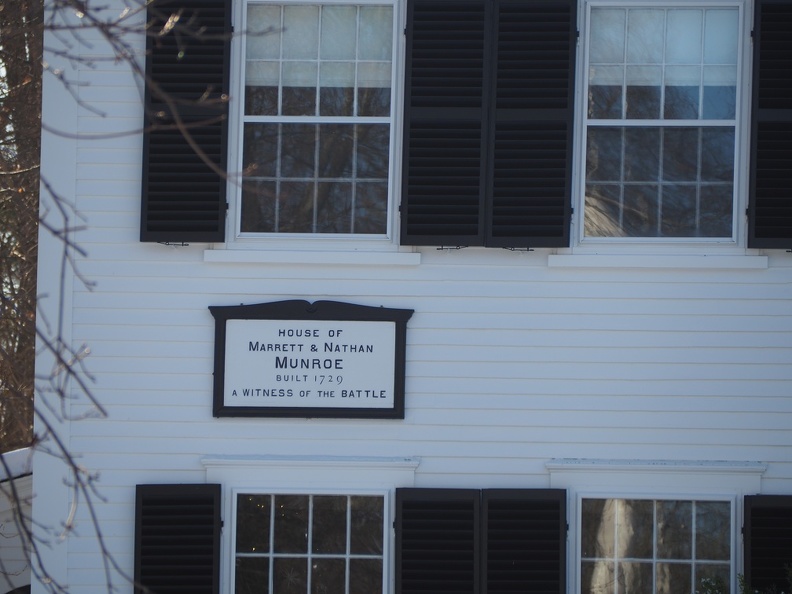 HOUSE OF
MARRETT & NATHAN
MUNROE
BUILT 1729
A WITNESS OF THE BATTLE